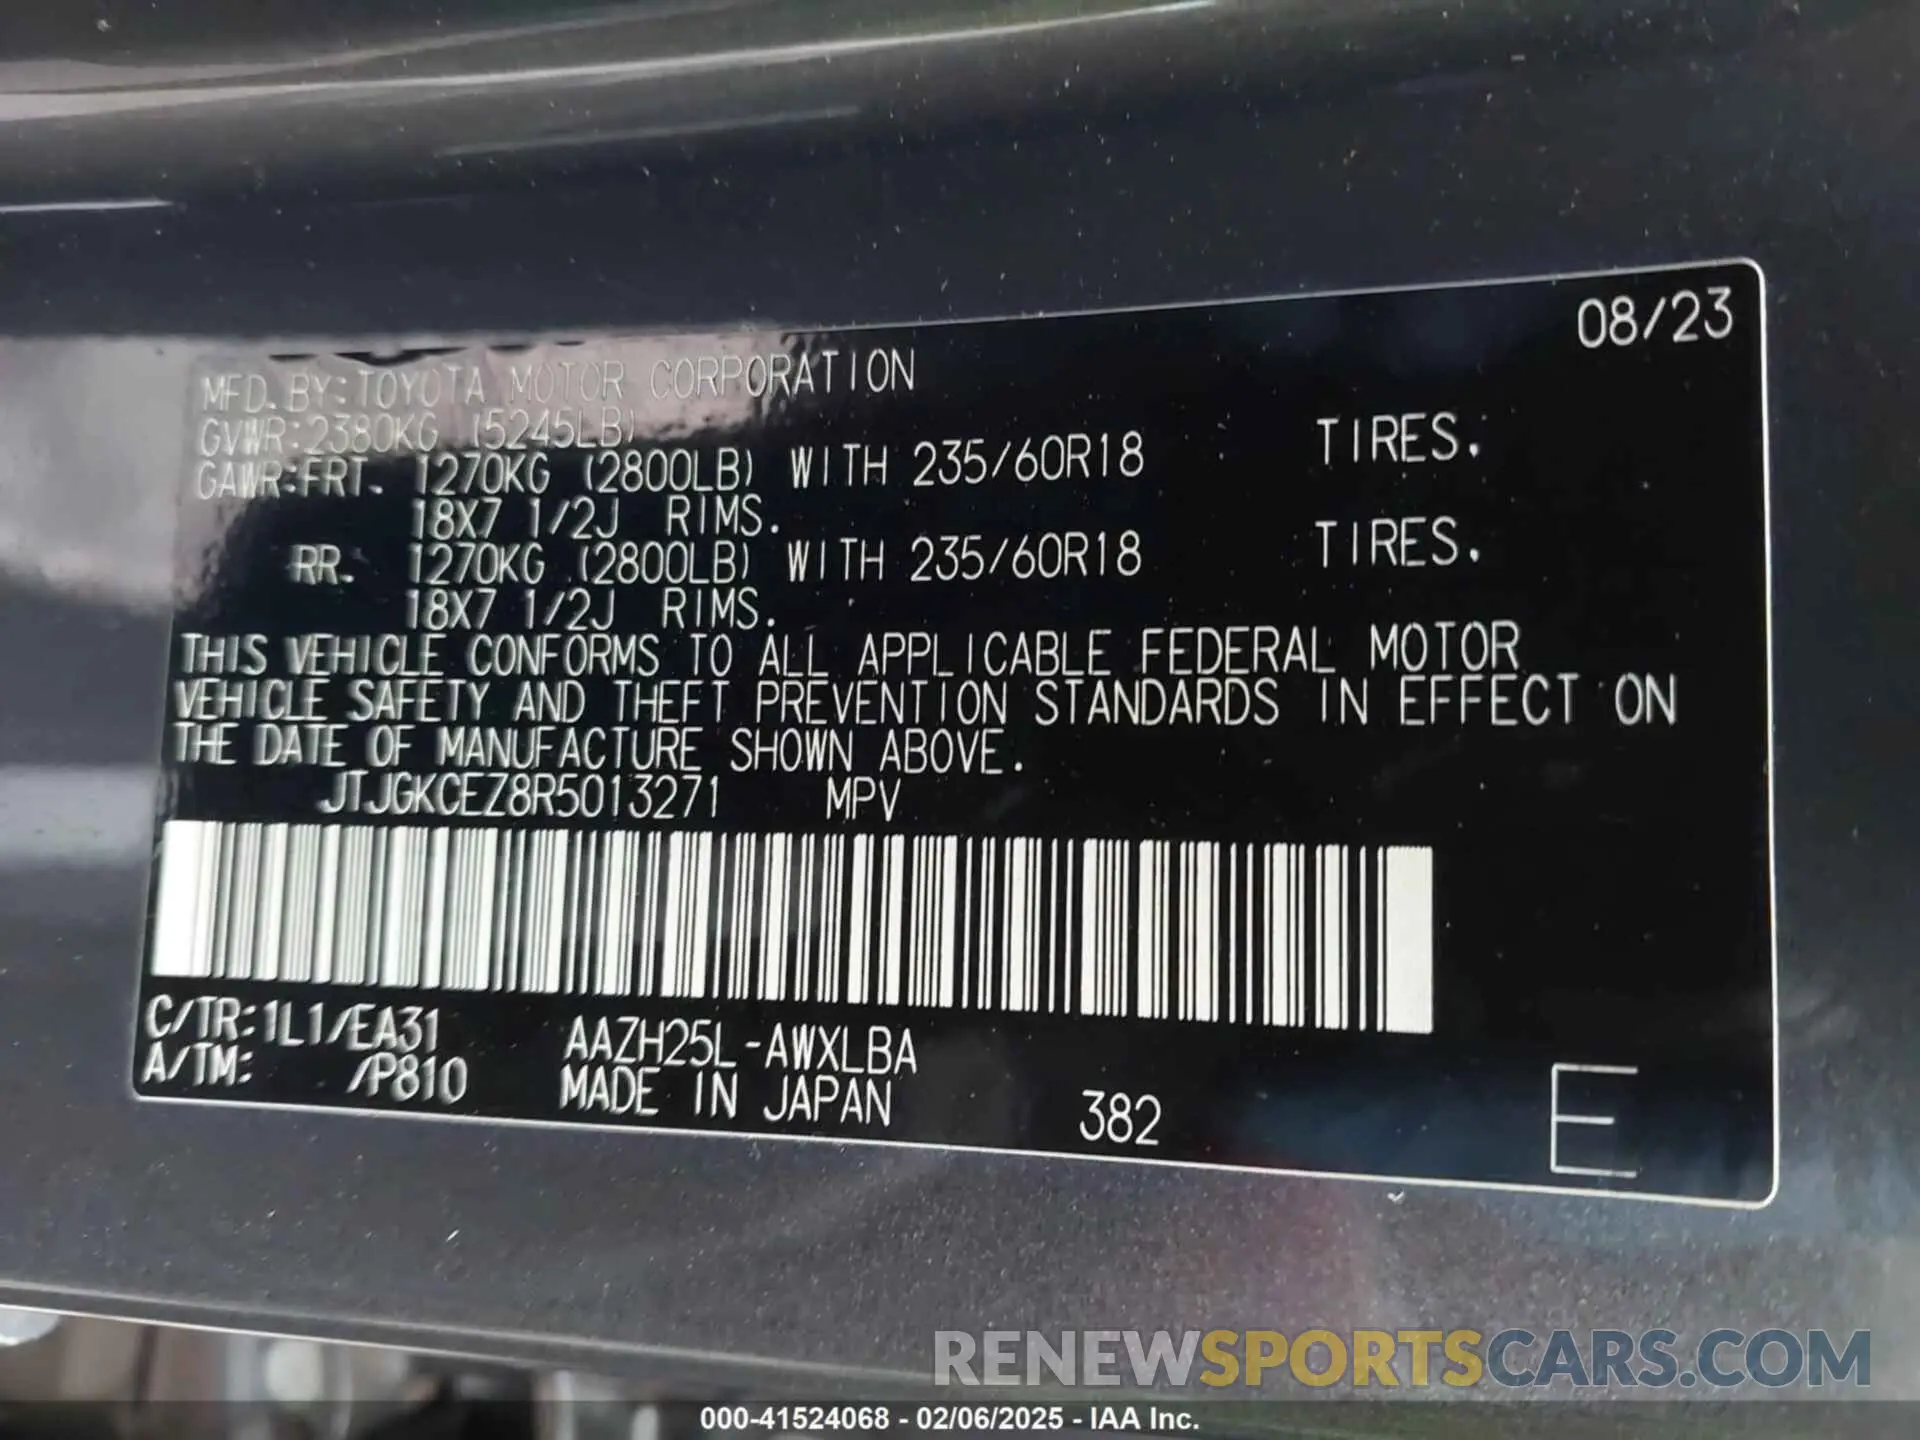 08/23
MFD.BY:TOYOTA MOTOR CORPORATION
GVWR:2380KG (5245LB)
GAWR:FRT. 1270KG (2800LB) WITH 235/60R18 TIRES.
18X7 1/2J RIMS.
RR. 1270KG (2800LB) WITH 235/60R18 TIRES.
18X7 1/2J RIMS.
THIS VEHICLE CONFORMS TO ALL APPLICABLE FEDERAL MOTOR
VEHICLE SAFETY AND THEFT PREVENTION STANDARDS IN EFFECT ON
THE DATE OF MANUFACTURE SHOWN ABOVE.
JTJGKCEZ8R5013271 MPV
C/TR:1L1/EA31 AAZH25L-AWXLBA
A/TM: /P810 MADE IN JAPAN 382 E
RENEWSPORTSCARS.COM
000-41524068 - 02/06/2025 - IAA Inc.